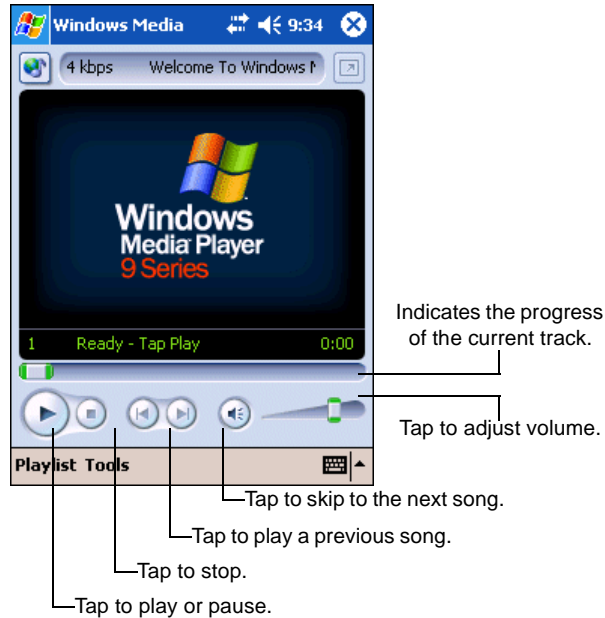 Windows Media 9:34
4 kbps Welcome To Windows
Windows
Media Player
9 Series
1 Ready - Tap Play 0:00
Indicates the progress
of the current track.
Tap to adjust volume.
Playlist Tools
Tap to skip to the next song.
Tap to play a previous song.
Tap to stop.
Tap to play or pause.